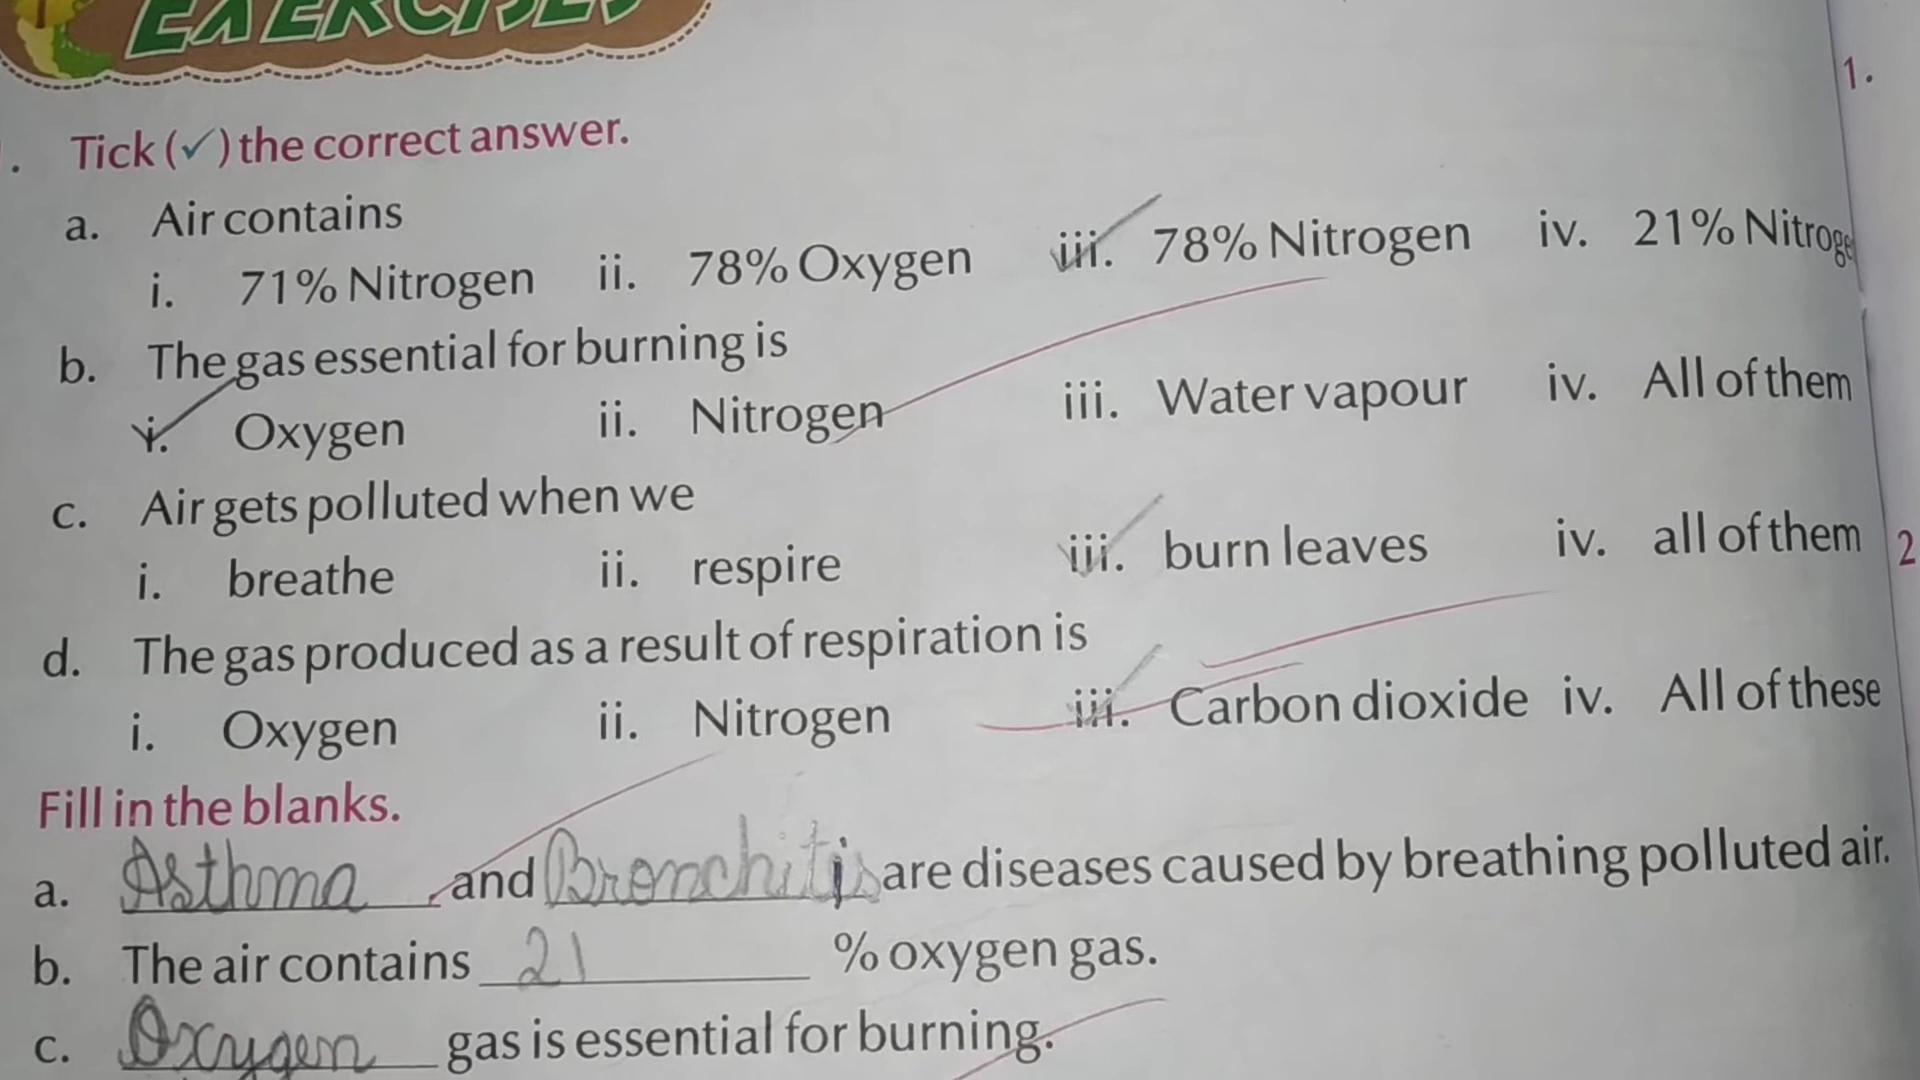 EXERCISES
. Tick (✓) the correct answer.
a. Air contains
i. 71% Nitrogen ii. 78% Oxygen iii. 78% Nitrogen iv. 21% Nitroge
b. The gas essential for burning is
i. Oxygen ii. Nitrogen iii. Water vapour iv. All of them
c. Air gets polluted when we
i. breathe ii. respire iii. burn leaves iv. all of them
d. The gas produced as a result of respiration is
i. Oxygen ii. Nitrogen iii. Carbon dioxide iv. All of these
Fill in the blanks.
a. Asthma and Bronchitis are diseases caused by breathing polluted air.
b. The air contains 21 % oxygen gas.
c. Oxygen gas is essential for burning.
1.
2